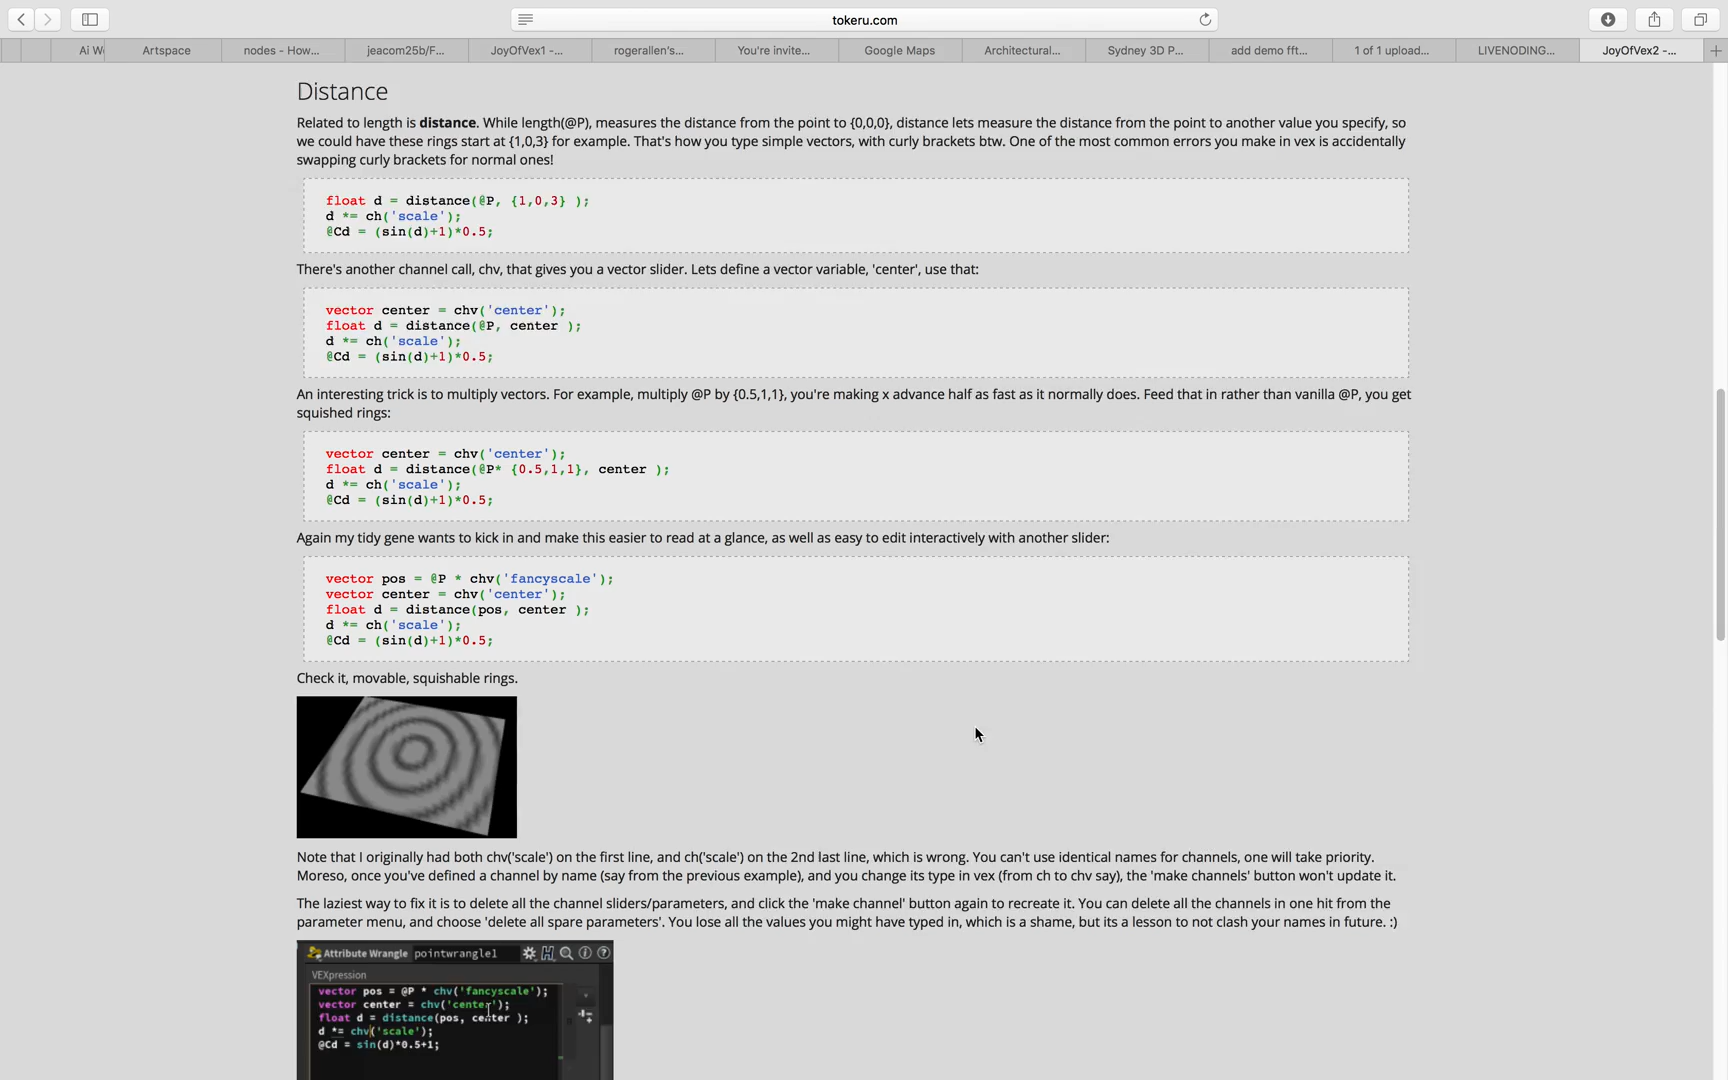 tokeru.com
Ai W
Artspace
nodes - How...
jeacom25b/F...
JoyOfVex1 -...
rogerallen's...
You're invite...
Google Maps
Architectural...
Sydney 3D P...
add demo fft...
1 of 1 upload...
LIVENODING...
JoyOfVex2 -...
Distance
Related to length is distance. While length(@P), measures the distance from the point to {0,0,0}, distance lets measure the distance from the point to another value you specify, so
we could have these rings start at {1,0,3} for example. That's how you type simple vectors, with curly brackets btw. One of the most common errors you make in vex is accidentally
swapping curly brackets for normal ones!
float d = distance(@P, {1,0,3} );
d *= ch('scale');
@Cd = (sin(d)+1)*0.5;
There's another channel call, chv, that gives you a vector slider. Lets define a vector variable, 'center', use that:
vector center = chv('center');
float d = distance(@P, center );
d *= ch('scale');
@Cd = (sin(d)+1)*0.5;
An interesting trick is to multiply vectors. For example, multiply @P by {0.5,1,1}, you're making x advance half as fast as it normally does. Feed that in rather than vanilla @P, you get
squished rings:
vector center = chv('center');
float d = distance(@P* {0.5,1,1}, center );
d *= ch('scale');
@Cd = (sin(d)+1)*0.5;
Again my tidy gene wants to kick in and make this easier to read at a glance, as well as easy to edit interactively with another slider:
vector pos = @P * chv('fancyscale');
vector center = chv('center');
float d = distance(pos, center );
d *= ch('scale');
@Cd = (sin(d)+1)*0.5;
Check it, movable, squishable rings.
Note that I originally had both chv('scale') on the first line, and ch('scale') on the 2nd last line, which is wrong. You can't use identical names for channels, one will take priority.
Moreso, once you've defined a channel by name (say from the previous example), and you change its type in vex (from ch to chv say), the 'make channels' button won't update it.
The laziest way to fix it is to delete all the channel sliders/parameters, and click the 'make channel' button again to recreate it. You can delete all the channels in one hit from the
parameter menu, and choose 'delete all spare parameters'. You lose all the values you might have typed in, which is a shame, but its a lesson to not clash your names in future. :)
Attribute Wrangle pointwrangle1
VEXpression
vector pos = @P * chv('fancyscale');
vector center = chv('center');
float d = distance(pos, center );
d *= chv('scale');
@Cd = sin(d)*0.5+1;